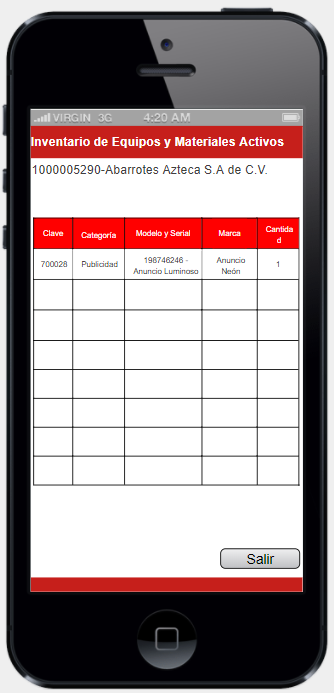 VIRGIN 3G 4:20 AM
Inventario de Equipos y Materiales Activos
1000005290-Abarrotes Azteca S.A de C.V.
Clave Categoría Modelo y Serial Marca Cantida
d
700028 Publicidad 198746246 - Anuncio 1
Anuncio Luminoso Neón
Salir